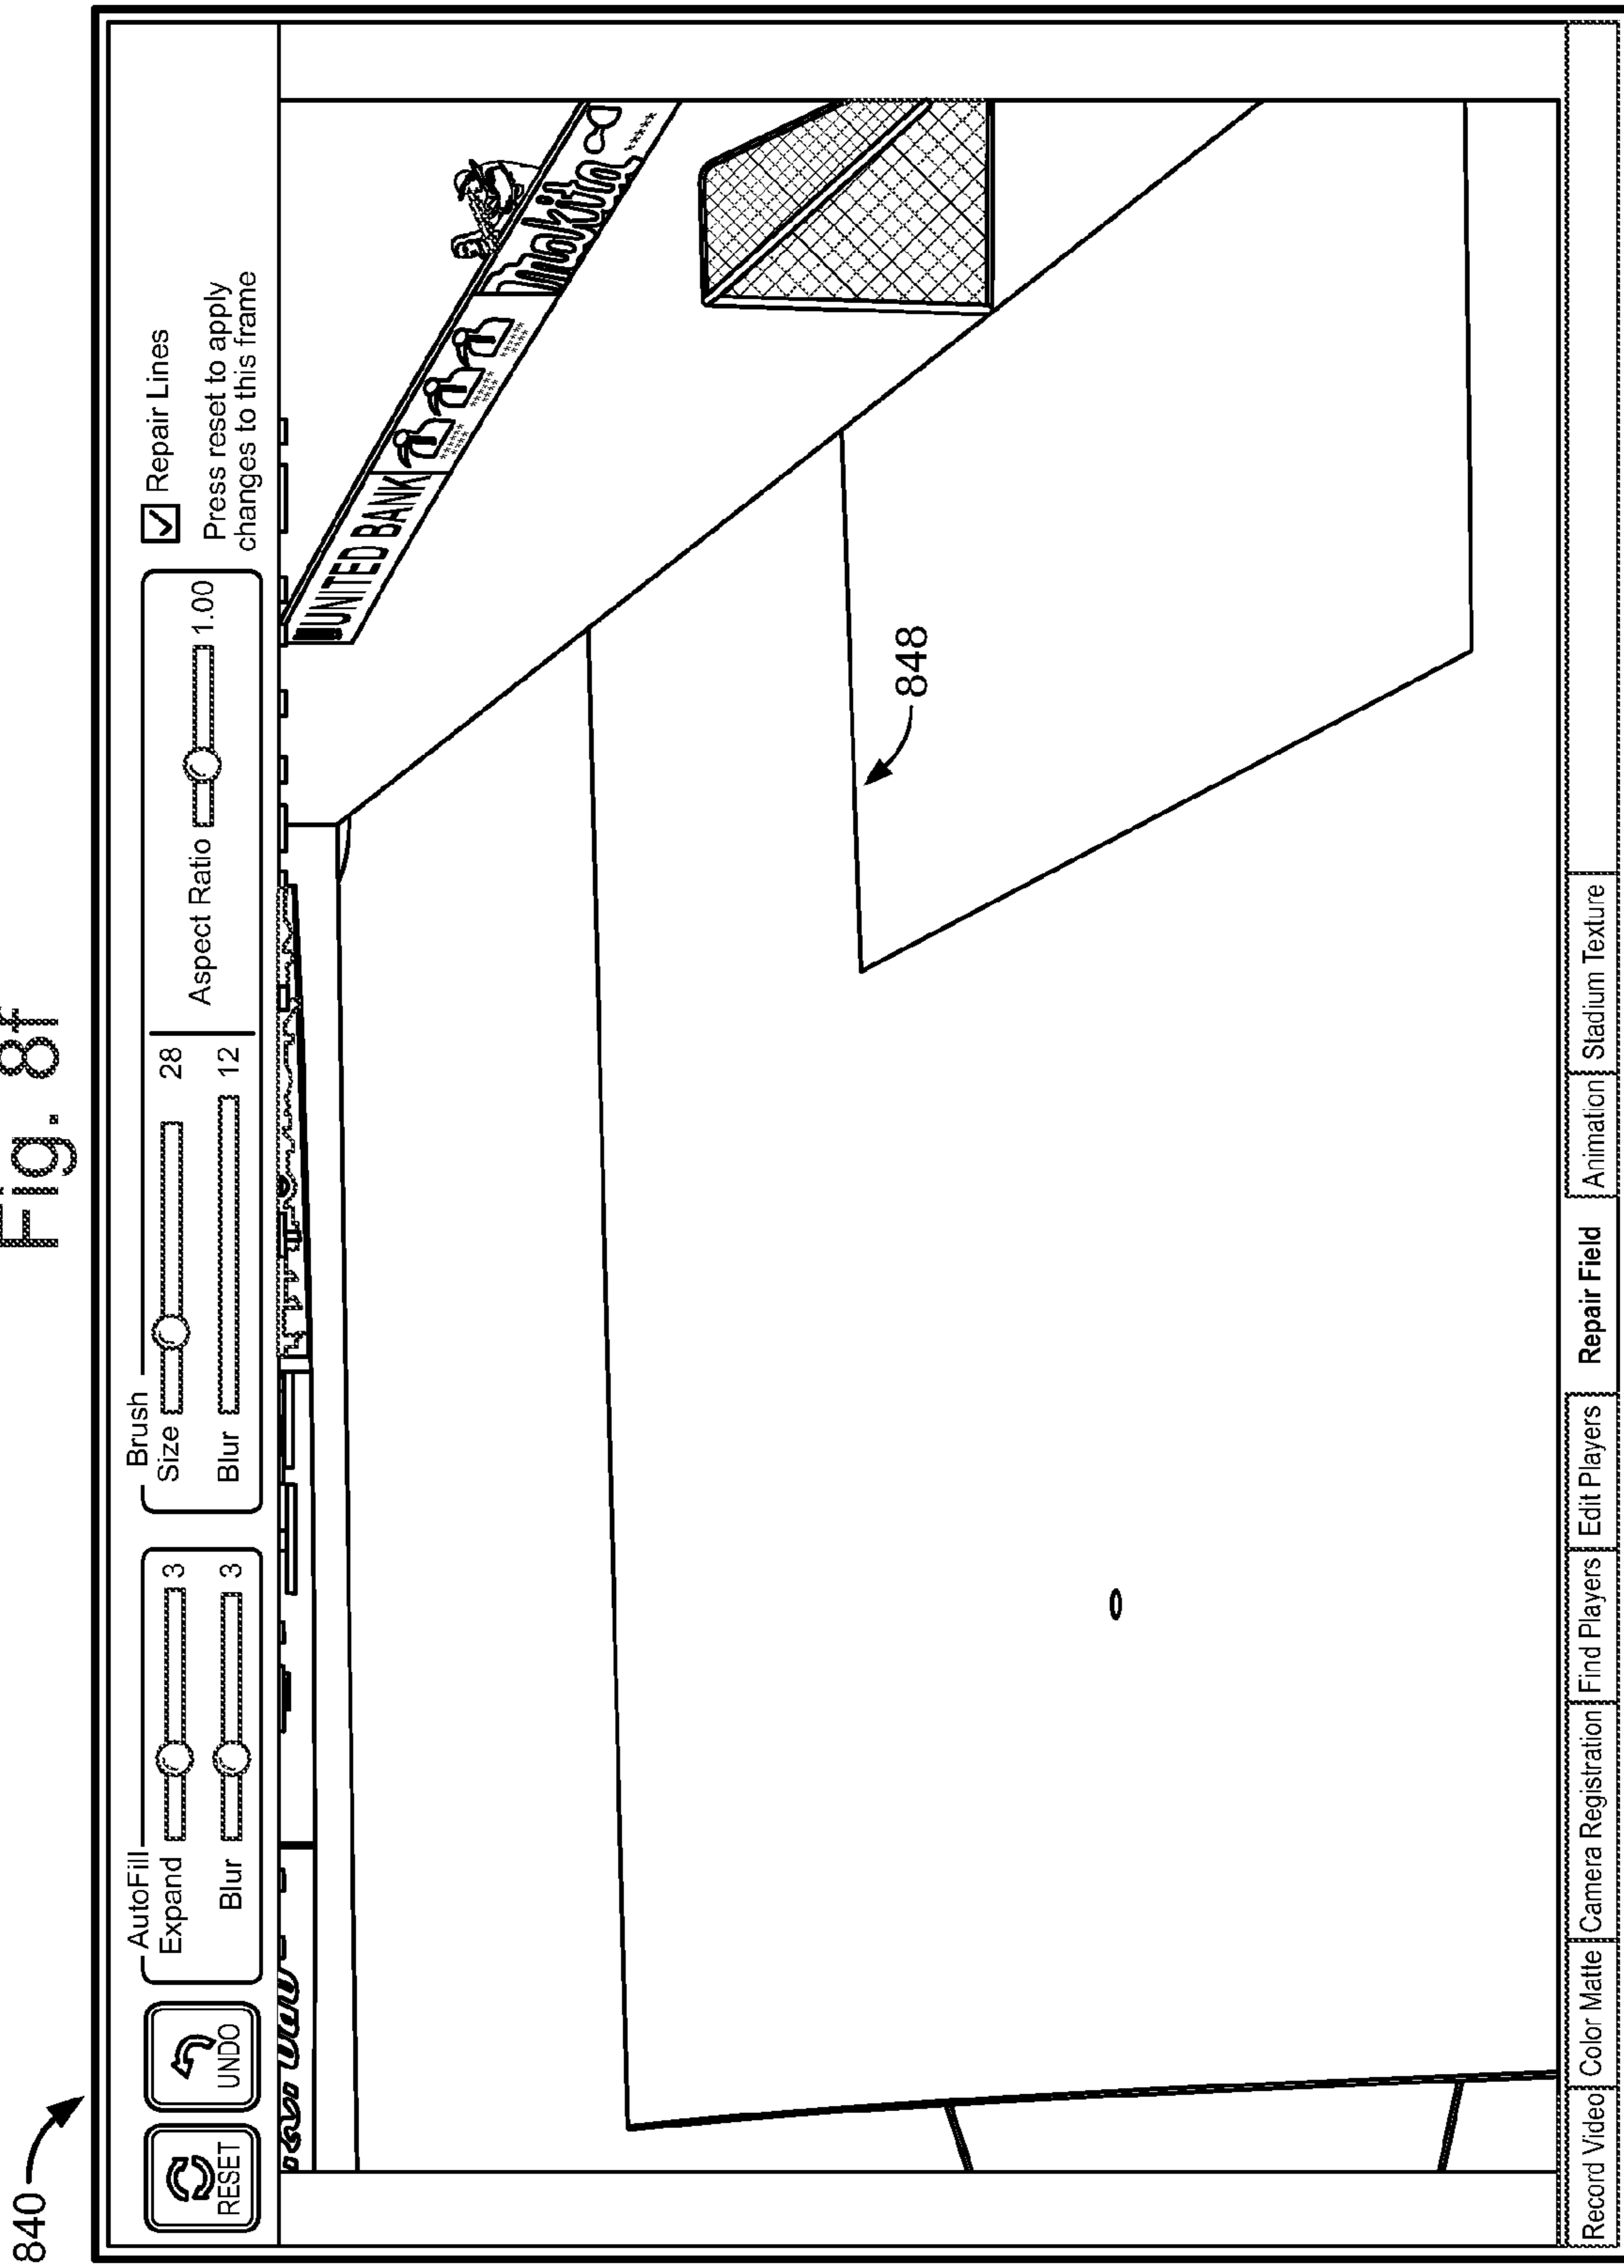 Fig. 8f
840
RESET
UNDO
AutoFill
Expand 3
Blur 3
Brush
Size 28
Blur 12
Aspect Ratio 1.00
Repair Lines
Press reset to apply
changes to this frame
UNITED BANK
Makita
848
Record Video Color Matte Camera Registration Find Players Edit Players Repair Field Animation Stadium Texture